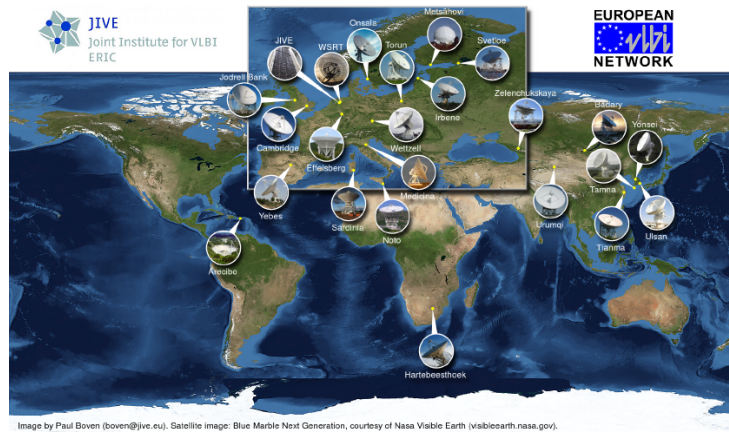 JIVE
Joint Institute for VLBI
ERIC
EUROPEAN
evlbi
NETWORK
Metsähovi
Onsala
JIVE
WSRT
Torun
Svetloe
Jodrell Bank
Irbene
Zelenchukskaya
Badary
Yonsei
Cambridge
Effelsberg
Wettzell
Tamna
Yebes
Sardinia
Medicina
Noto
Urumqi
Tianma
Ulsan
Arecibo
Hartebeesthoek
Image by Paul Boven (boven@jive.eu). Satellite image: Blue Marble Next Generation, courtesy of Nasa Visible Earth (visibleearth.nasa.gov).